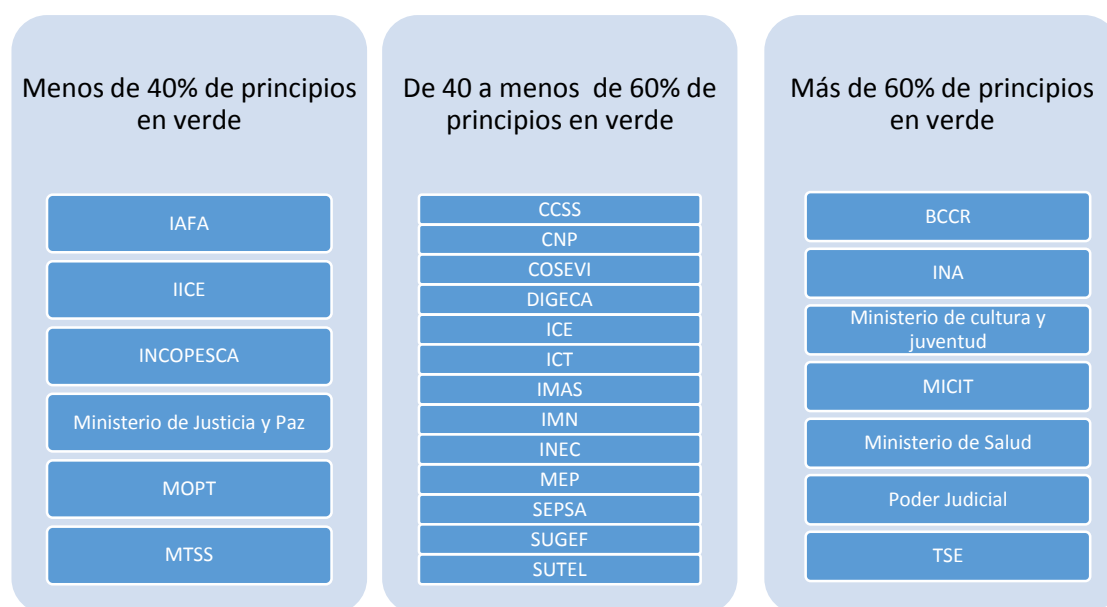 Menos de 40% de principios
en verde
IAFA
IICE
INCOPESCA
Ministerio de Justicia y Paz
MOPT
MTSS
De 40 a menos de 60% de
principios en verde
CCSS
CNP
COSEVI
DIGECA
ICE
ICT
IMAS
IMN
INEC
MEP
SEPSA
SUGEF
SUTEL
Más de 60% de principios
en verde
BCCR
INA
Ministerio de cultura y
juventud
MICIT
Ministerio de Salud
Poder Judicial
TSE